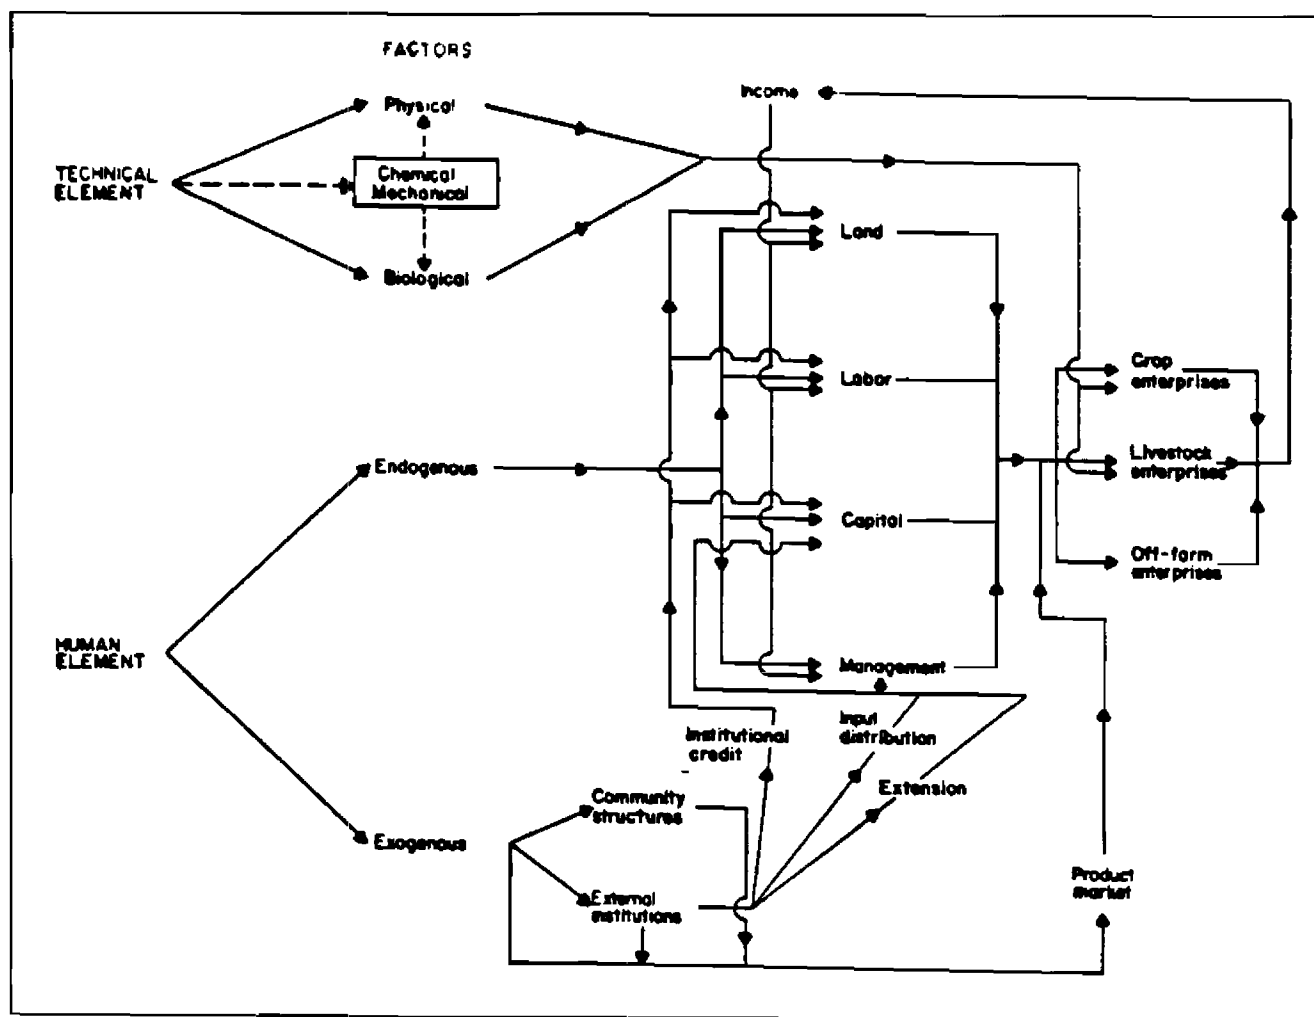 FACTORS
Physical
Income
TECHNICAL
ELEMENT
Chemical
Mechanical
Land
Biological
Labor
Crop
enterprises
Endogenous
Livestock
enterprises
Capital
Off-farm
enterprises
HUMAN
ELEMENT
Management
Institutional
credit
Input
distribution
Extension
Community
structures
Exogenous
External
institutions
Product
market